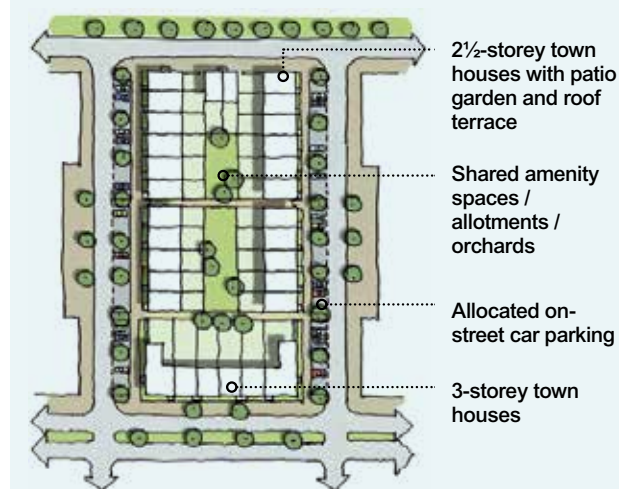 2½-storey town
houses with patio
garden and roof
terrace
Shared amenity
spaces /
allotments /
orchards
Allocated on-
street car parking
3-storey town
houses